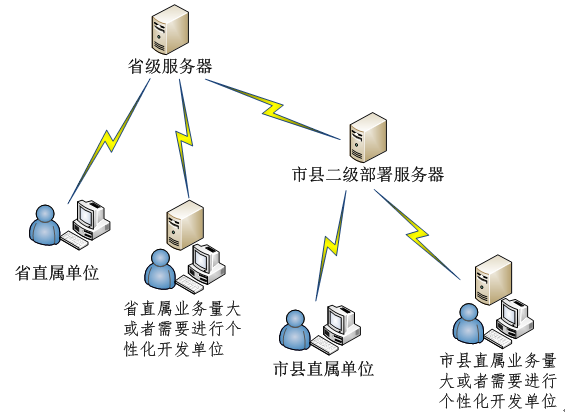 省级服务器
市县二级部署服务器
省直属单位
省直属业务量大
或者需要进行个
性化开发单位
市县直属单位
市县直属业务量
大或者需要进行
个性化开发单位